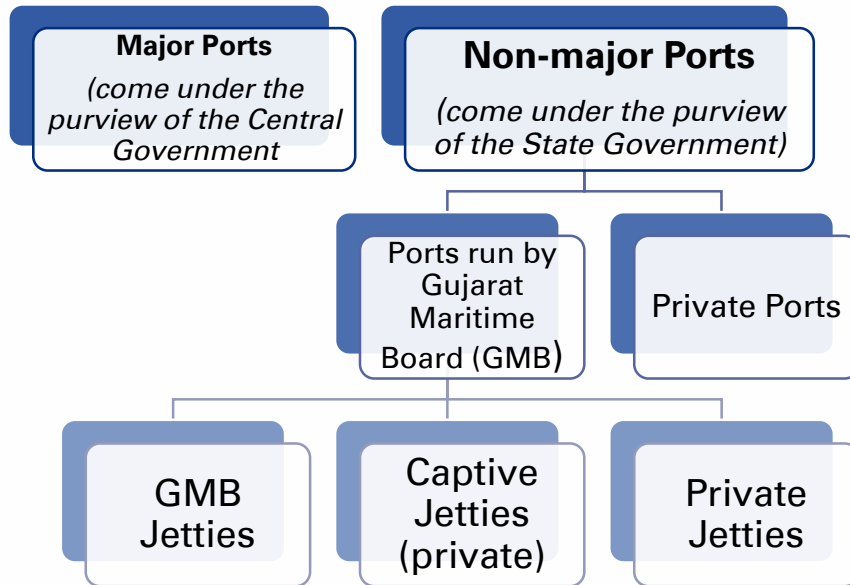 Major Ports
(come under the
purview of the Central
Government
Non-major Ports
(come under the purview
of the State Government)
Ports run by
Gujarat
Maritime
Board (GMB)
Private Ports
GMB
Jetties
Captive
Jetties
(private)
Private
Jetties